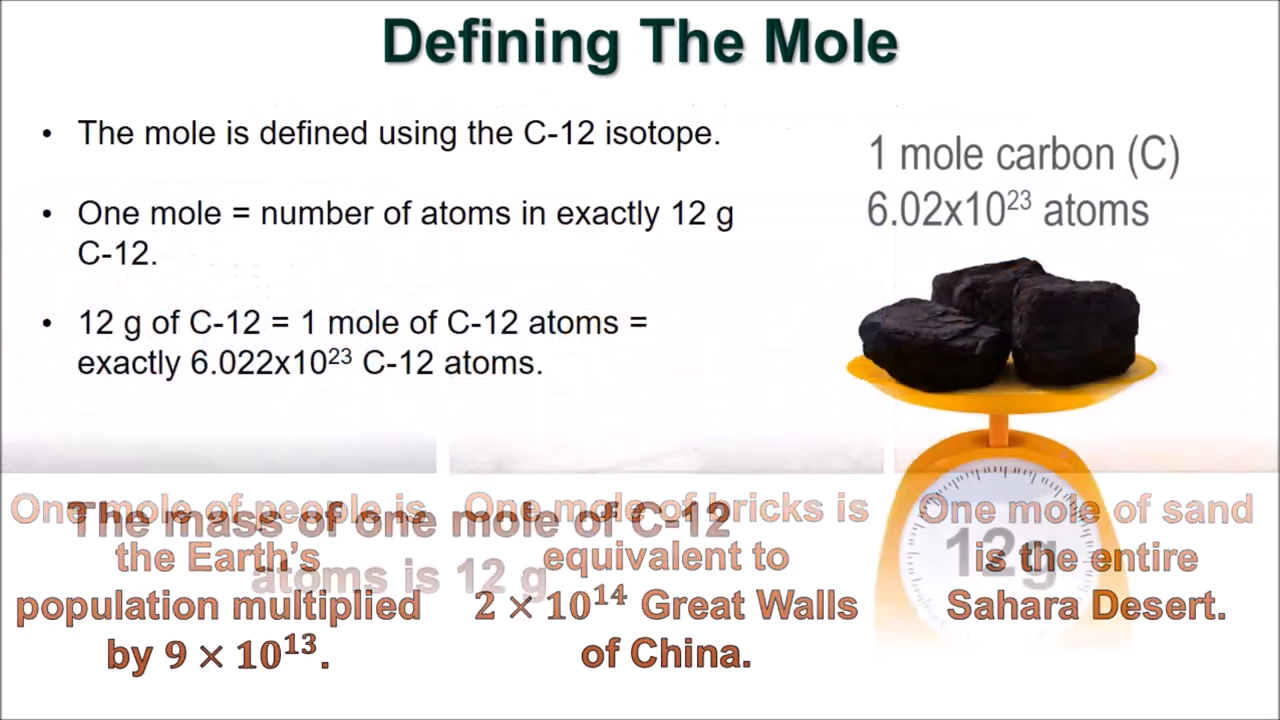 Defining The Mole
• The mole is defined using the C-12 isotope.
• One mole = number of atoms in exactly 12 g
C-12.
• 12 g of C-12 = 1 mole of C-12 atoms =
exactly 6.022x10²³ C-12 atoms.
1 mole carbon (C)
6.02x10²³ atoms
12g
The mass of one mole of C-12
atoms is 12 g
One mole of people is
the Earth's
population multiplied
by 9 × 10¹³.
One mole of bricks is
equivalent to
2 × 10¹⁴ Great Walls
of China.
One mole of sand
is the entire
Sahara Desert.